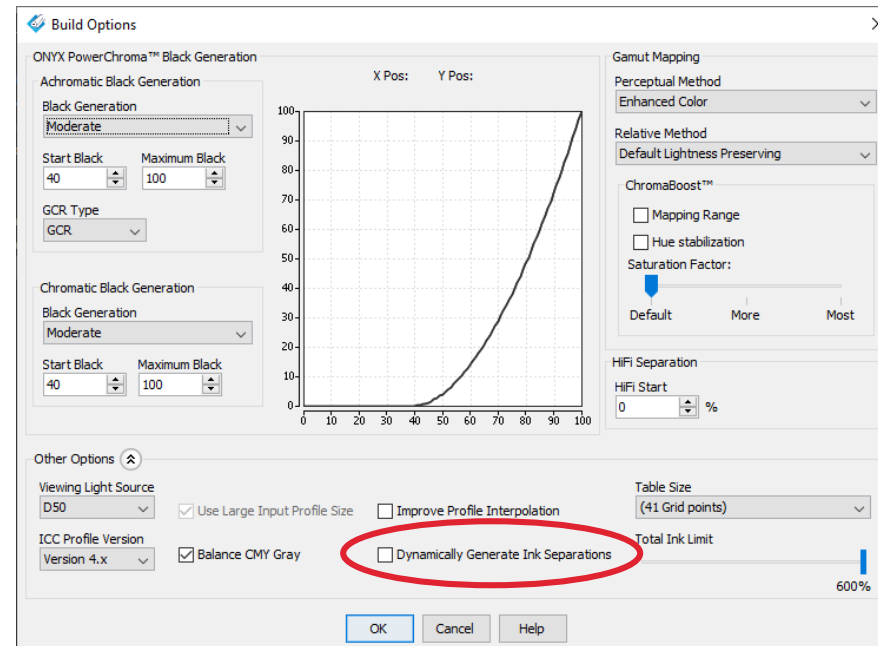 Build Options
ONYX PowerChroma™ Black Generation
Achromatic Black Generation
Black Generation
Moderate
Start Black Maximum Black
40 100
GCR Type
GCR
Chromatic Black Generation
Black Generation
Moderate
Start Black Maximum Black
40 100
X Pos: Y Pos:
100
90
80
70
60
50
40
30
20
10
0
0 10 20 30 40 50 60 70 80 90 100
Gamut Mapping
Perceptual Method
Enhanced Color
Relative Method
Default Lightness Preserving
ChromaBoost™
Mapping Range
Hue stabilization
Saturation Factor:
Default More Most
HiFi Separation
HiFi Start
0 %
Other Options
Viewing Light Source
D50
ICC Profile Version
Version 4.x
Use Large Input Profile Size
Balance CMY Gray
Improve Profile Interpolation
Dynamically Generate Ink Separations
Table Size
(41 Grid points)
Total Ink Limit
600%
OK Cancel Help